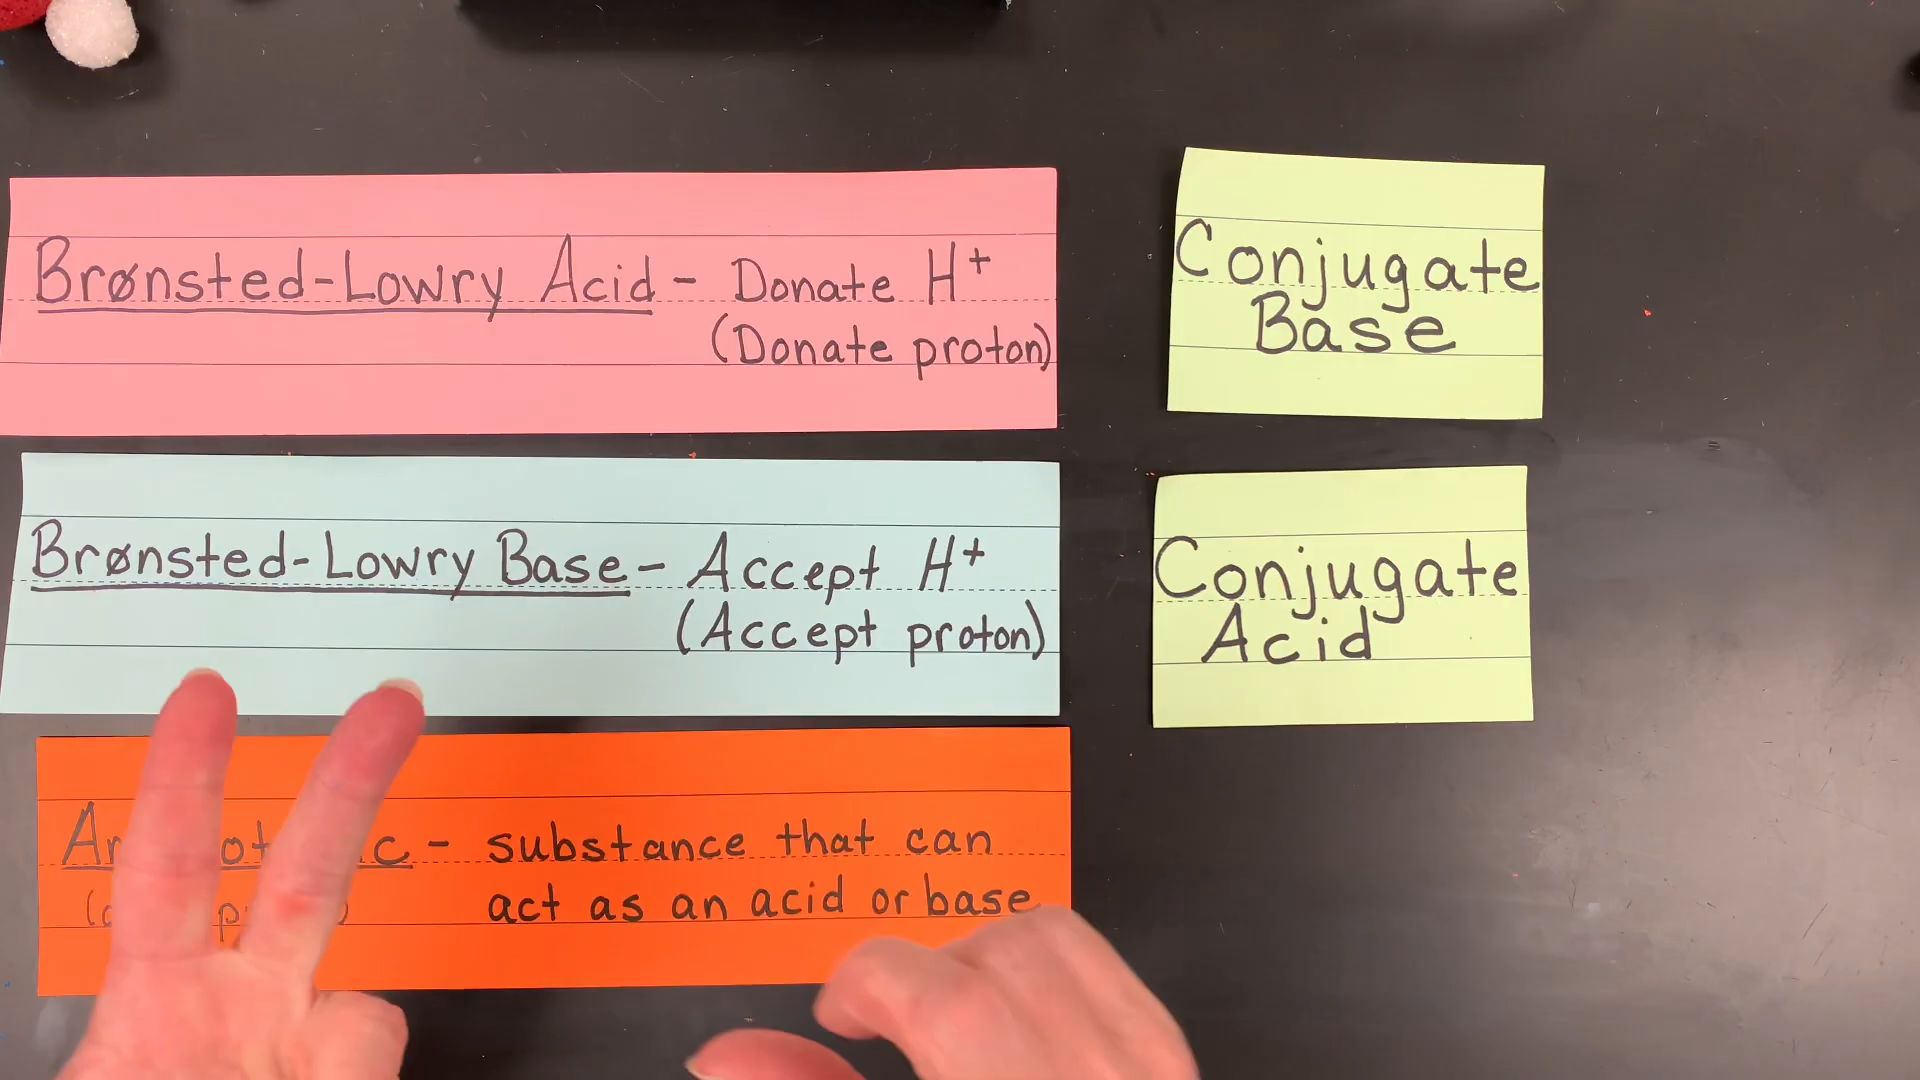 Brønsted-Lowry Acid - Donate H⁺
(Donate proton)
Conjugate
Base
Brønsted-Lowry Base - Accept H⁺
(Accept proton)
Conjugate
Acid
- substance that can
act as an acid or base